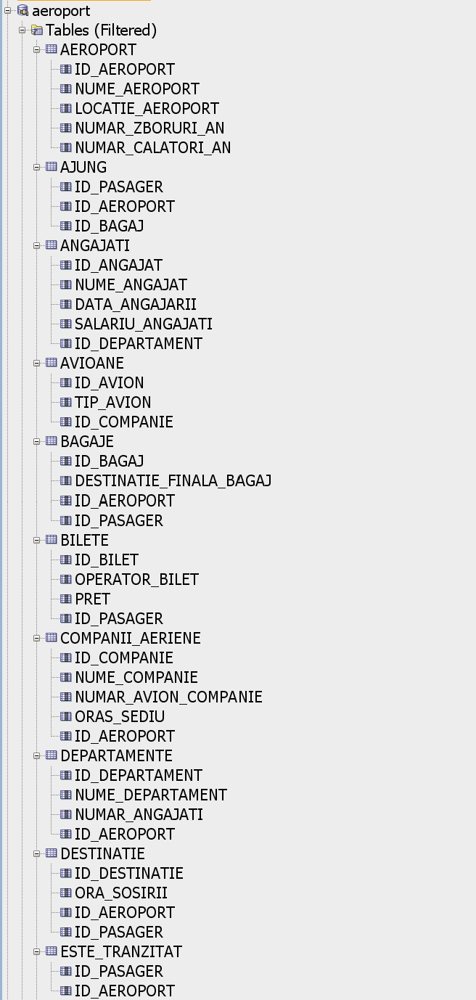 aeroport
Tables (Filtered)
AEROPORT
ID_AEROPORT
NUME_AEROPORT
LOCATIE_AEROPORT
NUMAR_ZBORURI_AN
NUMAR_CALATORI_AN
AJUNG
ID_PASAGER
ID_AEROPORT
ID_BAGAJ
ANGAJATI
ID_ANGAJAT
NUME_ANGAJAT
DATA_ANGAJARII
SALARIU_ANGAJATI
ID_DEPARTAMENT
AVIOANE
ID_AVION
TIP_AVION
ID_COMPANIE
BAGAJE
ID_BAGAJ
DESTINATIE_FINALA_BAGAJ
ID_AEROPORT
ID_PASAGER
BILETE
ID_BILET
OPERATOR_BILET
PRET
ID_PASAGER
COMPANII_AERIENE
ID_COMPANIE
NUME_COMPANIE
NUMAR_AVION_COMPANIE
ORAS_SEDIU
ID_AEROPORT
DEPARTAMENTE
ID_DEPARTAMENT
NUME_DEPARTAMENT
NUMAR_ANGAJATI
ID_AEROPORT
DESTINATIE
ID_DESTINATIE
ORA_SOSIRII
ID_AEROPORT
ID_PASAGER
ESTE_TRANZITAT
ID_PASAGER
ID_AEROPORT